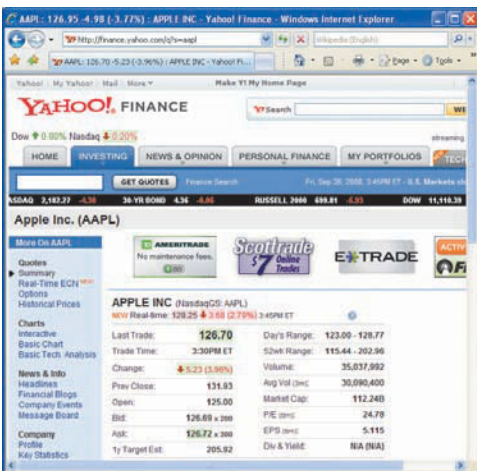 AAPL: 126.95 -4.98 (-3.77%) : APPLE INC - Yahoo! Finance - Windows Internet Explorer
http://finance.yahoo.com/q?s=aapl
Wikipedia (English)
AAPL: 126.70 -5.23 (-3.96%) : APPLE INC - Yahoo! Fi...
Page
Tools
Yahoo! My Yahoo! Mail More
Make Y! My Home Page
YAHOO! FINANCE
Search
WE
Dow 0.80% Nasdaq 0.20%
streaming
HOME INVESTING NEWS & OPINION PERSONAL FINANCE MY PORTFOLIOS TECH
GET QUOTES Finance Search
2008, 3:45PM ET - U.S. Markets
ASDAQ 2,182.27 30-YR BOND 4.36 RUSSELL 2000 699.81 DOW 11,110.39
Apple Inc. (AAPL)
More On AAPL
Quotes
Summary
Real-Time ECN NEW!
Options
Historical Prices
Charts
Interactive
Basic Chart
Basic Tech. Analysis
News & Info
Headlines
Financial Blogs
Company Events
Message Board
Company
Profile
Key Statistics
AMERITRADE
No maintenance fees.
GO
Scottrade
$7 Online Trades
E*TRADE
ACTIV
APPLE INC (NasdaqGS: AAPL)
NEW Real-time: 128.25 3.68 (2.79%) 3:45PM ET
Last Trade: 126.70
Trade Time: 3:30PM ET
Change: 5.23 (3.96%)
Prev Close: 131.93
Open: 125.00
Bid: 126.69 x 300
Ask: 126.72 x 300
1y Target Est: 205.92
Day's Range: 123.00 - 128.77
52wk Range: 115.44 - 202.96
Volume: 35,037,992
Avg Vol (3m): 30,090,400
Market Cap: 112.24B
P/E (ttm): 24.78
EPS (ttm): 5.115
Div & Yield: N/A (N/A)